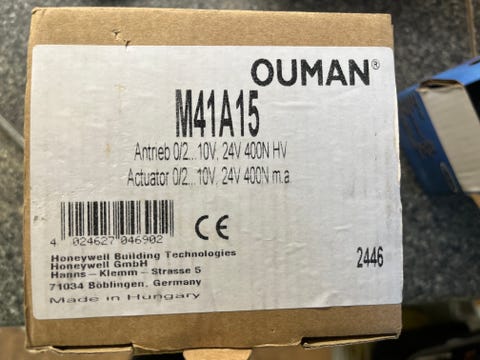 OUMAN®
M41A15
Antrieb 0/2...10V, 24V 400N HV
Actuator 0/2...10V, 24V 400N m.a.
4 024627 046902
CE
2446
Honeywell Building Technologies
Honeywell GmbH
Hanns - Klemm - Strasse 5
71034 Böblingen, Germany
Made in Hungary